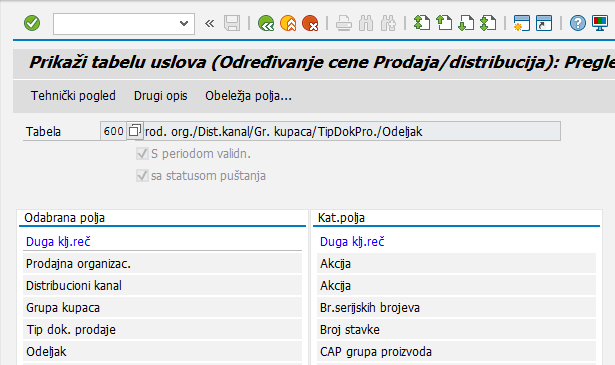 Prikaži tabelu uslova (Određivanje cene Prodaja/distribucija): Pregle
Tehnički pogled Drugi opis Obeležja polja...
Tabela 600 rod. org./Dist.kanal/Gr. kupaca/TipDokPro./Odeljak
S periodom validn.
sa statusom puštanja
Odabrana polja Kat.polja
Duga klj.reč Duga klj.reč
Prodajna organizac. Akcija
Distribucioni kanal Akcija
Grupa kupaca Br.serijskih brojeva
Tip dok. prodaje Broj stavke
Odeljak CAP grupa proizvoda